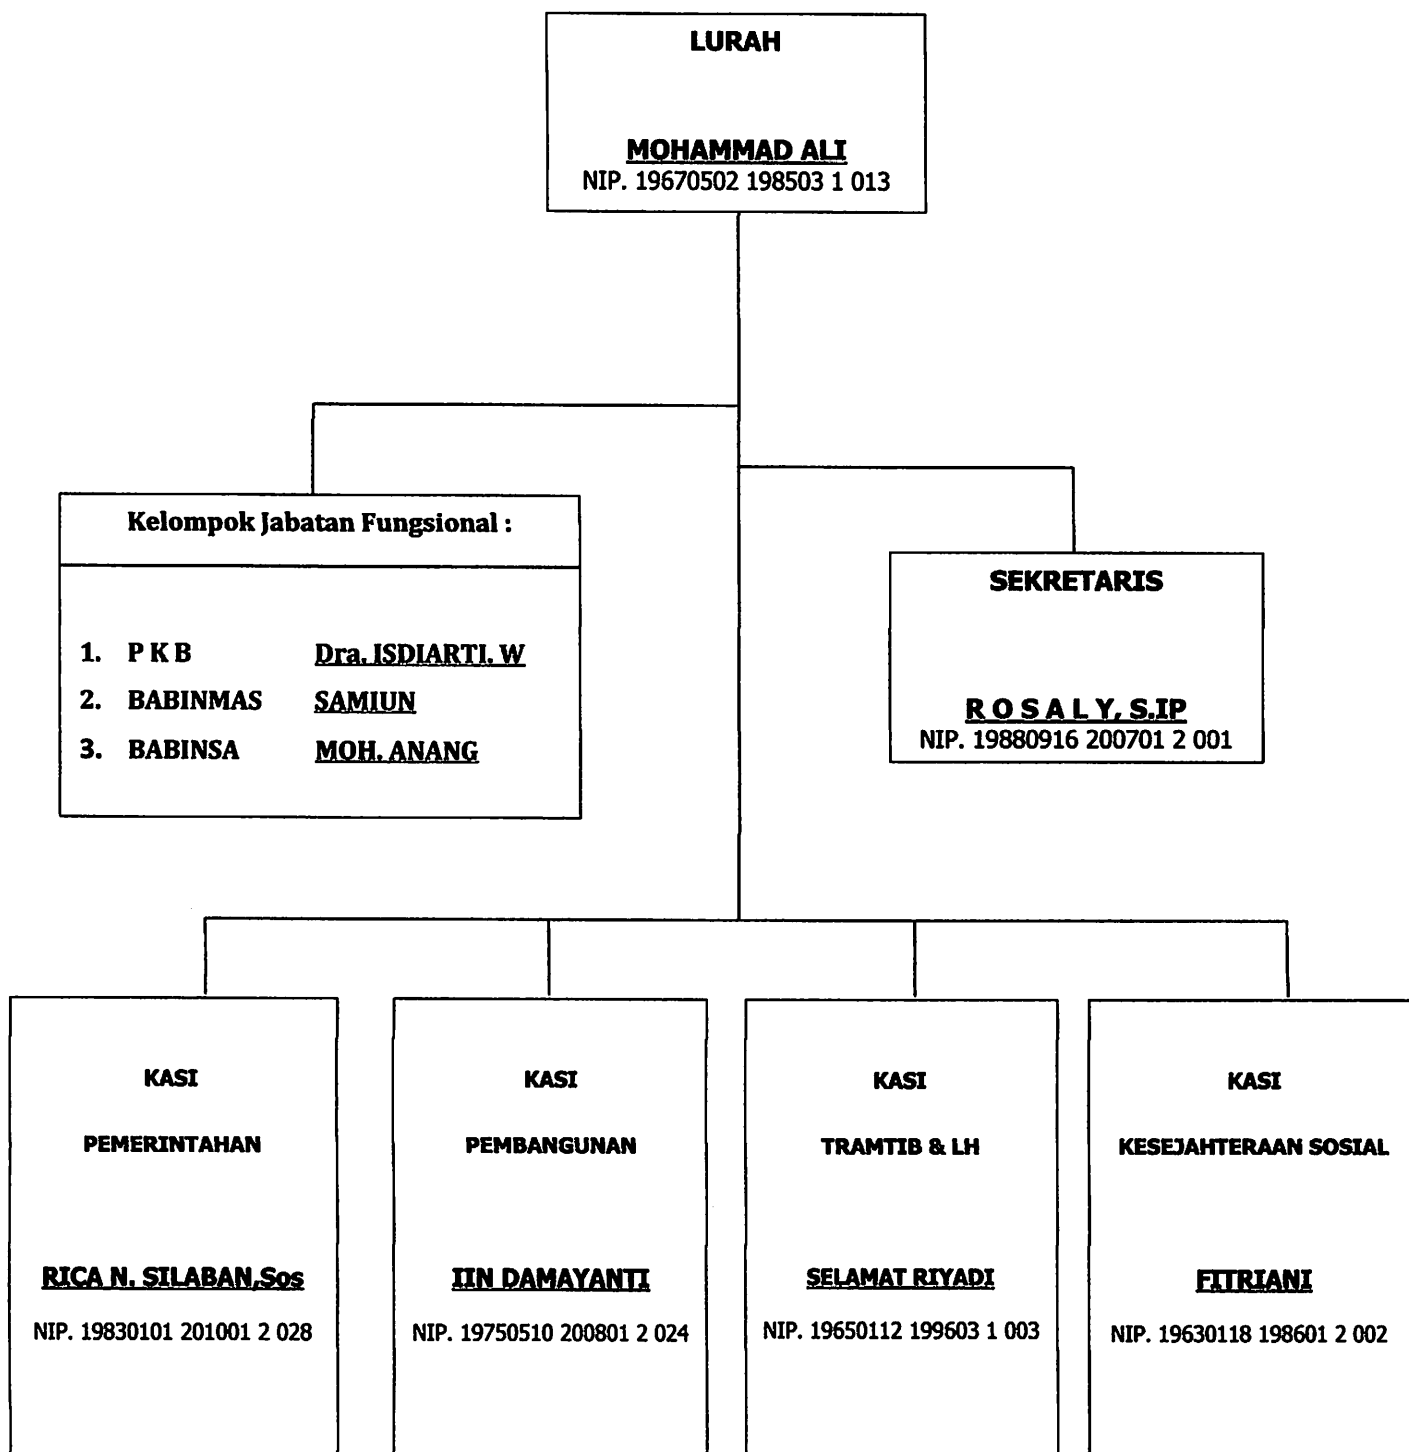 LURAH
MOHAMMAD ALI
NIP. 19670502 198503 1 013
Kelompok Jabatan Fungsional :
1. P K B Dra. ISDIARTI. W
2. BABINMAS SAMIUN
3. BABINSA MOH. ANANG
SEKRETARIS
R O S A L Y, S.IP
NIP. 19880916 200701 2 001
KASI
PEMERINTAHAN
RICA N. SILABAN,Sos
NIP. 19830101 201001 2 028
KASI
PEMBANGUNAN
IIN DAMAYANTI
NIP. 19750510 200801 2 024
KASI
TRAMTIB & LH
SELAMAT RIYADI
NIP. 19650112 199603 1 003
KASI
KESEJAHTERAAN SOSIAL
FITRIANI
NIP. 19630118 198601 2 002